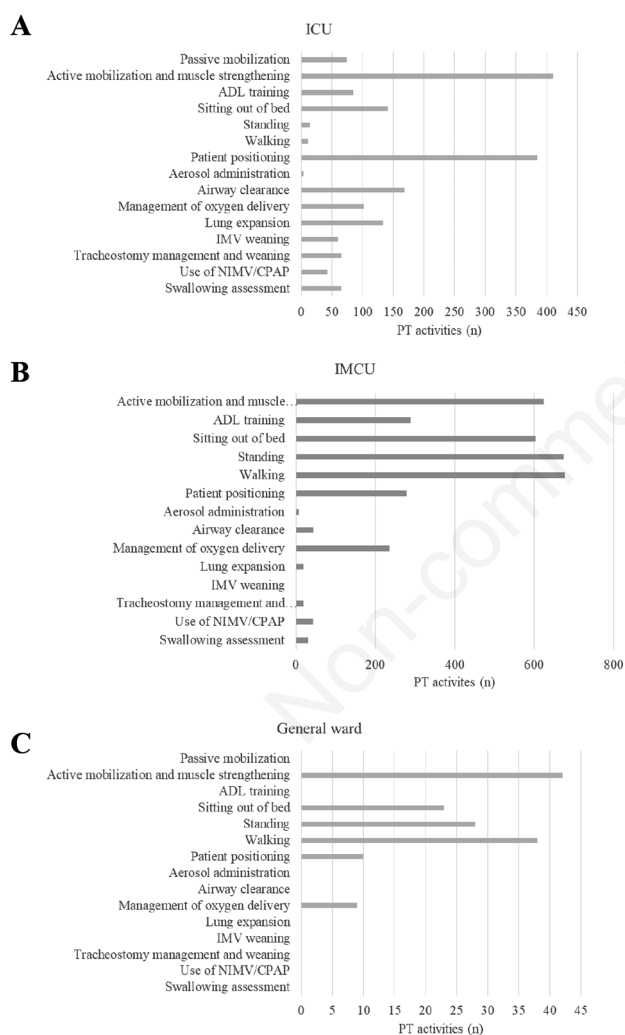 A
ICU
Passive mobilization
Active mobilization and muscle strengthening
ADL training
Sitting out of bed
Standing
Walking
Patient positioning
Aerosol administration
Airway clearance
Management of oxygen delivery
Lung expansion
IMV weaning
Tracheostomy management and weaning
Use of NIMV/CPAP
Swallowing assessment
0 50 100 150 200 250 300 350 400 450
PT activities (n)
B
IMCU
Active mobilization and muscle…
ADL training
Sitting out of bed
Standing
Walking
Patient positioning
Aerosol administration
Airway clearance
Management of oxygen delivery
Lung expansion
IMV weaning
Tracheostomy management and…
Use of NIMV/CPAP
Swallowing assessment
0 200 400 600 800
PT activites (n)
Non-comme
C
General ward
Passive mobilization
Active mobilization and muscle strengthening
ADL training
Sitting out of bed
Standing
Walking
Patient positioning
Aerosol administration
Airway clearance
Management of oxygen delivery
Lung expansion
IMV weaning
Tracheostomy management and weaning
Use of NIMV/CPAP
Swallowing assessment
0 5 10 15 20 23 30 35 40 45
PT activities (n)